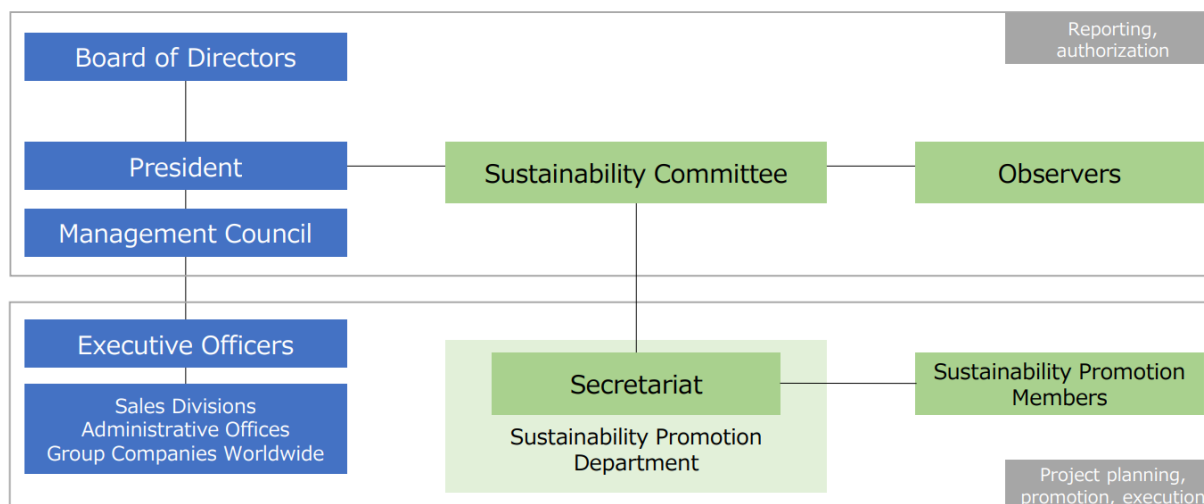 Reporting,
authorization
Board of Directors
President
Sustainability Committee
Observers
Management Council
Executive Officers
Sales Divisions
Administrative Offices
Group Companies Worldwide
Secretariat
Sustainability Promotion
Department
Sustainability Promotion
Members
Project planning,
promotion, execution